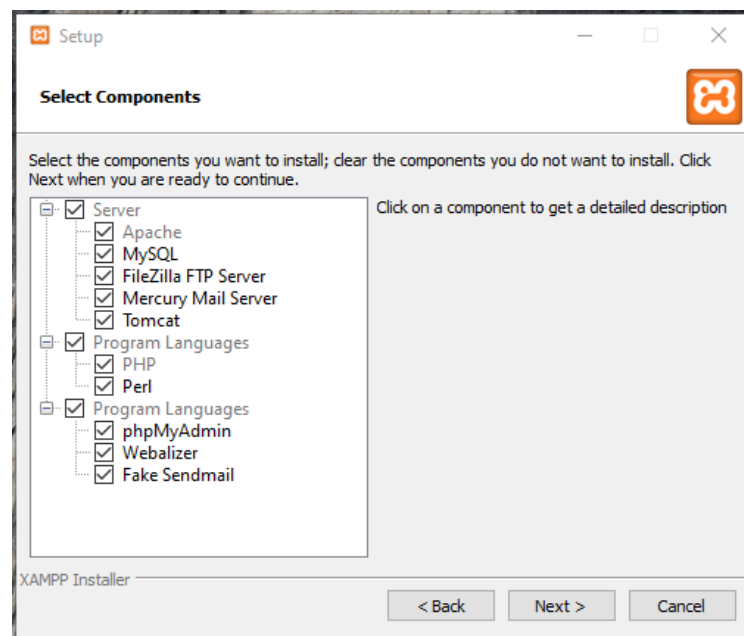 Setup
Select Components
Select the components you want to install; clear the components you do not want to install. Click
Next when you are ready to continue.
Server
Apache
MySQL
FileZilla FTP Server
Mercury Mail Server
Tomcat
Program Languages
PHP
Perl
Program Languages
phpMyAdmin
Webalizer
Fake Sendmail
Click on a component to get a detailed description
XAMPP Installer
< Back
Next >
Cancel